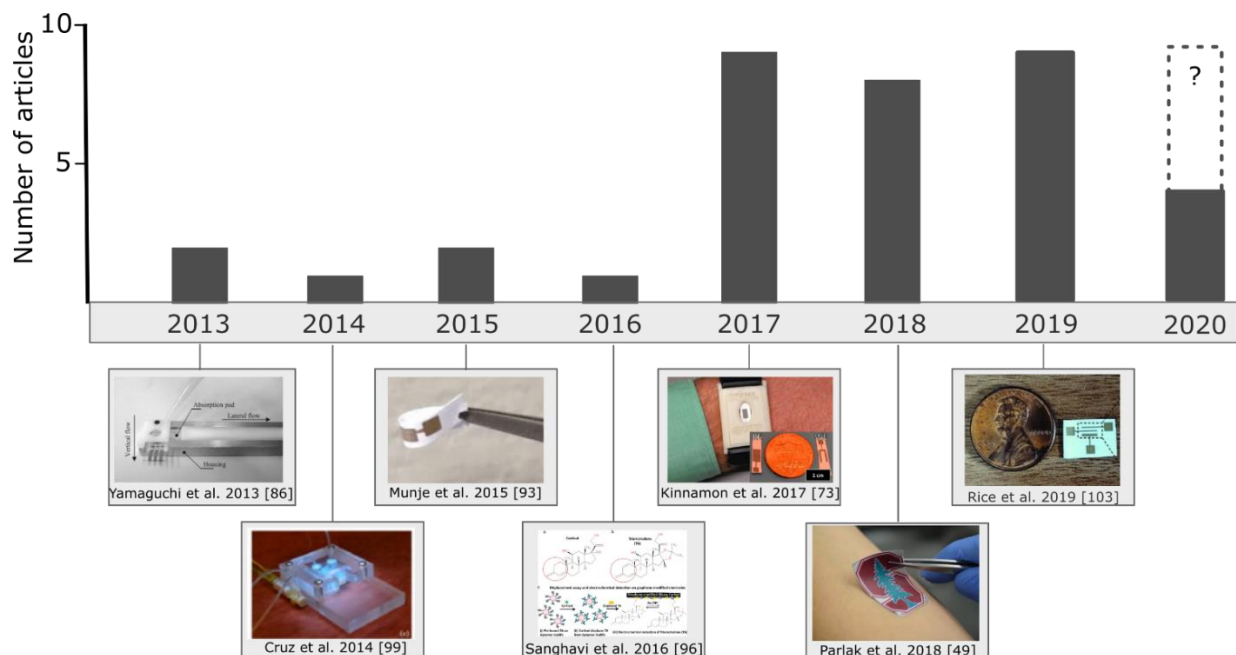 Number of articles
10
5
?
2013
2014
2015
2016
2017
2018
2019
2020
Vertical flow
Absorption pad
Lateral flow
Housing
Yamaguchi et al. 2013 [86]
Munje et al. 2015 [93]
1 cm
Kinnamon et al. 2017 [73]
Rice et al. 2019 [103]
Cruz et al. 2014 [99]
Sanghavi et al. 2016 [96]
Parlak et al. 2018 [49]